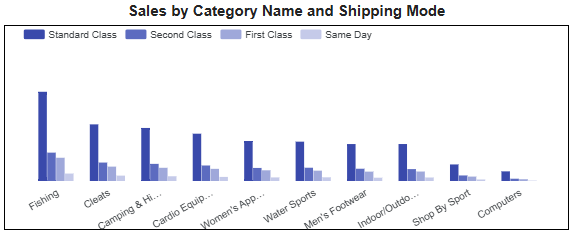 Sales by Category Name and Shipping Mode
Standard Class
Second Class
First Class
Same Day
Fishing
Cleats
Camping & Hi…
Cardio Equip…
Women's App…
Water Sports
Men's Footwear
Indoor/Outdo…
Shop By Sport
Computers